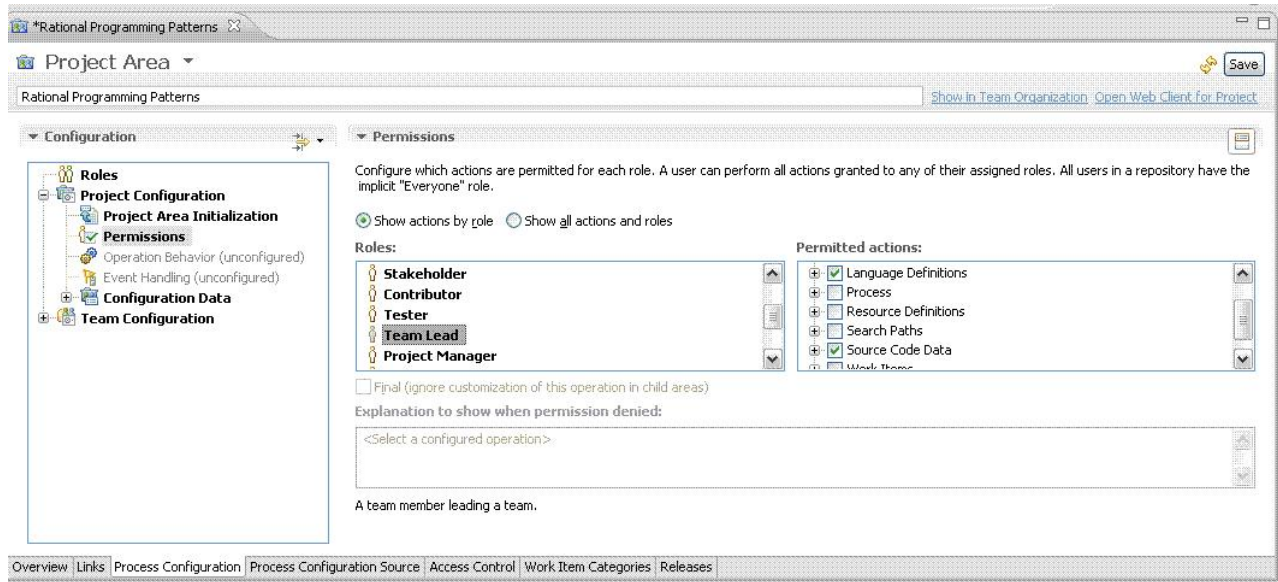 *Rational Programming Patterns
Project Area
Save
Rational Programming Patterns
Show in Team Organization Open Web Client for Project
Configuration
Roles
Project Configuration
Project Area Initialization
Permissions
Operation Behavior (unconfigured)
Event Handling (unconfigured)
Configuration Data
Team Configuration
Permissions
Configure which actions are permitted for each role. A user can perform all actions granted to any of their assigned roles. All users in a repository have the
implicit "Everyone" role.
Show actions by role Show all actions and roles
Roles:
Stakeholder
Contributor
Tester
Team Lead
Project Manager
Permitted actions:
Language Definitions
Process
Resource Definitions
Search Paths
Source Code Data
Work Items
Final (ignore customization of this operation in child areas)
Explanation to show when permission denied:
<Select a configured operation>
A team member leading a team.
Overview Links Process Configuration Process Configuration Source Access Control Work Item Categories Releases